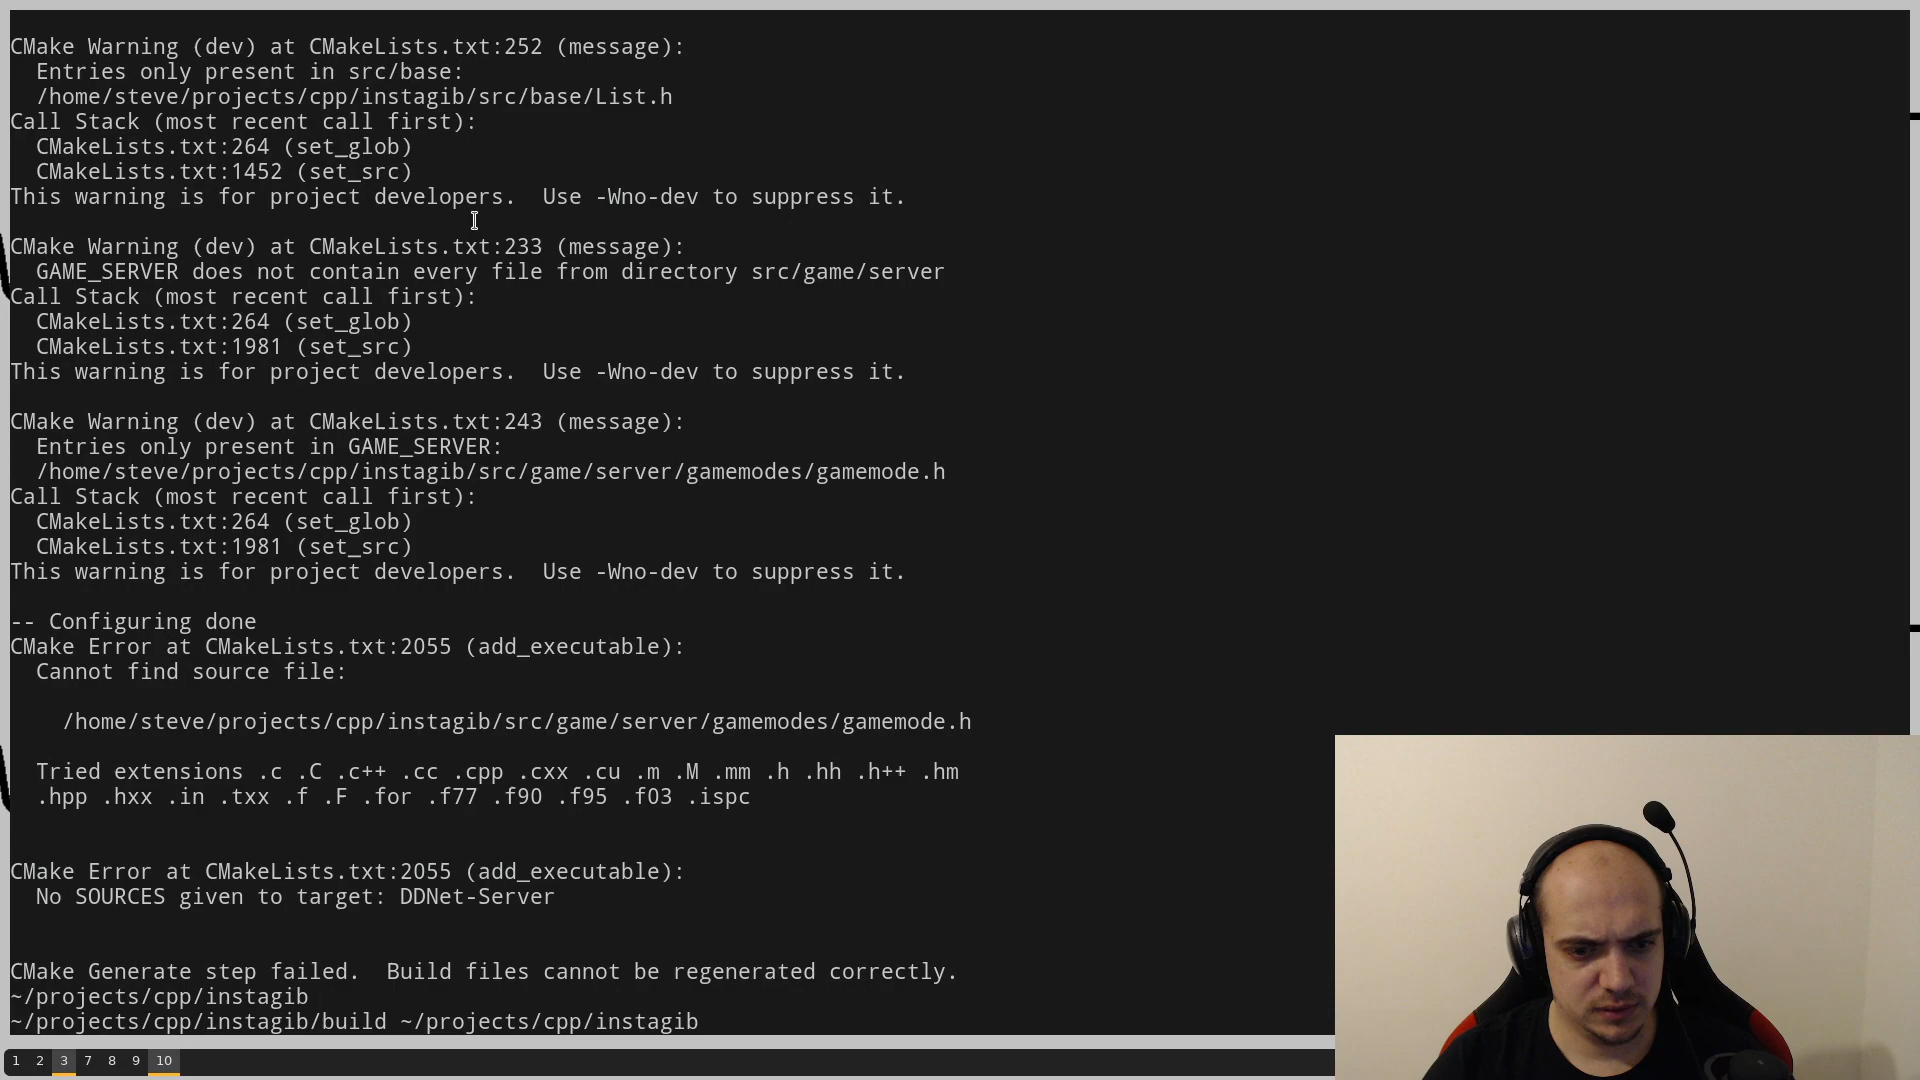 CMake Warning (dev) at CMakeLists.txt:252 (message):
  Entries only present in src/base:
  /home/steve/projects/cpp/instagib/src/base/List.h
Call Stack (most recent call first):
  CMakeLists.txt:264 (set_glob)
  CMakeLists.txt:1452 (set_src)
This warning is for project developers.  Use -Wno-dev to suppress it.
CMake Warning (dev) at CMakeLists.txt:233 (message):
  GAME_SERVER does not contain every file from directory src/game/server
Call Stack (most recent call first):
  CMakeLists.txt:264 (set_glob)
  CMakeLists.txt:1981 (set_src)
This warning is for project developers.  Use -Wno-dev to suppress it.
CMake Warning (dev) at CMakeLists.txt:243 (message):
  Entries only present in GAME_SERVER:
  /home/steve/projects/cpp/instagib/src/game/server/gamemodes/gamemode.h
Call Stack (most recent call first):
  CMakeLists.txt:264 (set_glob)
  CMakeLists.txt:1981 (set_src)
This warning is for project developers.  Use -Wno-dev to suppress it.
-- Configuring done
CMake Error at CMakeLists.txt:2055 (add_executable):
  Cannot find source file:
    /home/steve/projects/cpp/instagib/src/game/server/gamemodes/gamemode.h
  Tried extensions .c .C .c++ .cc .cpp .cxx .cu .m .M .mm .h .hh .h++ .hm
  .hpp .hxx .in .txx .f .F .for .f77 .f90 .f95 .f03 .ispc
CMake Error at CMakeLists.txt:2055 (add_executable):
  No SOURCES given to target: DDNet-Server
CMake Generate step failed.  Build files cannot be regenerated correctly.
~/projects/cpp/instagib
~/projects/cpp/instagib/build ~/projects/cpp/instagib
1 2 3 7 8 9 10